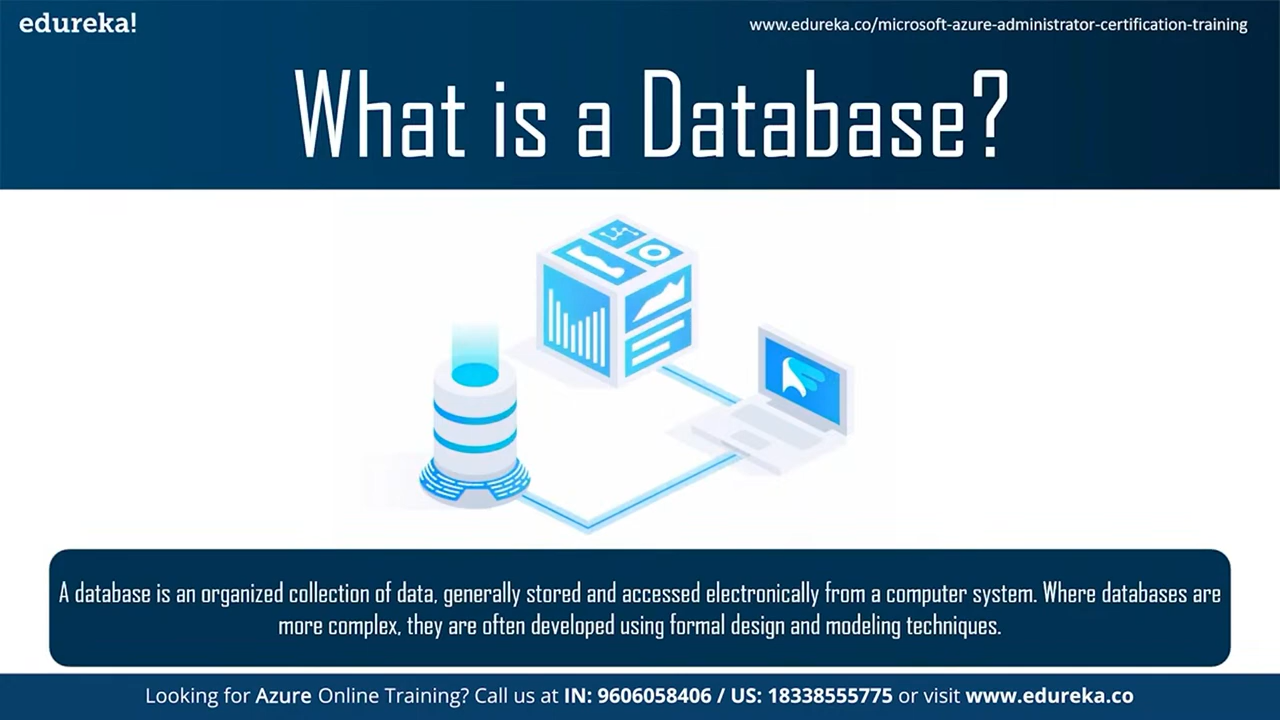 edureka!
www.edureka.co/microsoft-azure-administrator-certification-training
What is a Database?
A database is an organized collection of data, generally stored and accessed electronically from a computer system. Where databases are
more complex, they are often developed using formal design and modeling techniques.
Looking for Azure Online Training? Call us at IN: 9606058406 / US: 18338555775 or visit www.edureka.co